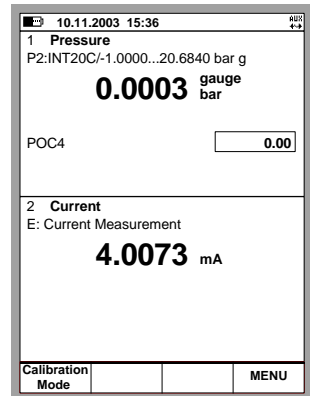 10.11.2003 15:36 AUX
1 Pressure
P2:INT20C/-1.0000...20.6840 bar g
0.0003 gauge bar
POC4 0.00
2 Current
E: Current Measurement
4.0073 mA
Calibration Mode MENU